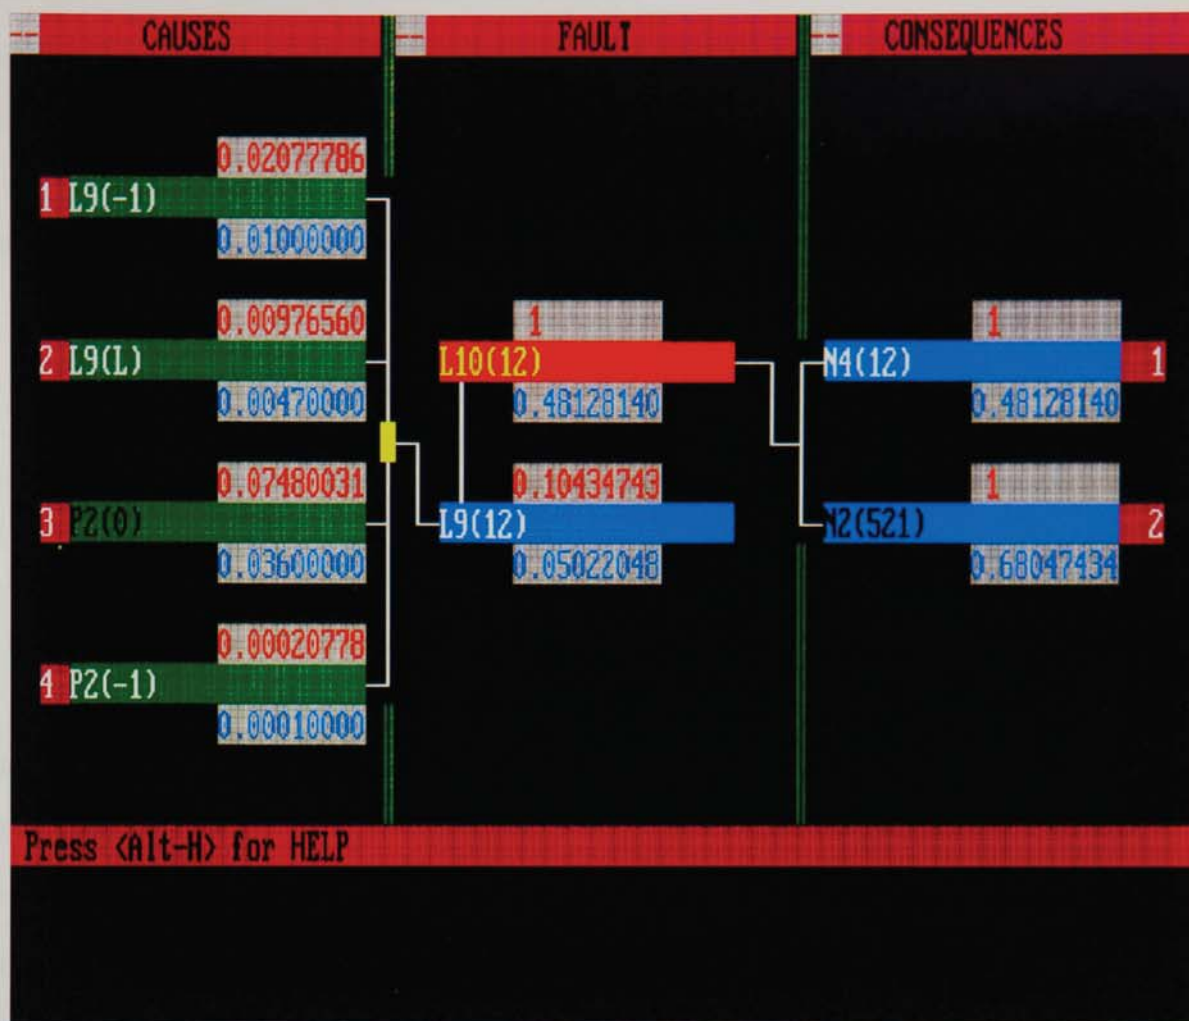 -- CAUSES -- FAULT -- CONSEQUENCES
0.02077786
1 L9(-1)
0.01000000
0.00976560
2 L9(L)
0.00470000
0.07480031
3 P2(0)
0.03600000
0.00020778
4 P2(-1)
0.00010000
1
L10(12)
0.48128140
0.10434743
L9(12)
0.05022048
1
N4(12) 1
0.48128140
1
N2(521) 2
0.68047434
Press <Alt-H> for HELP